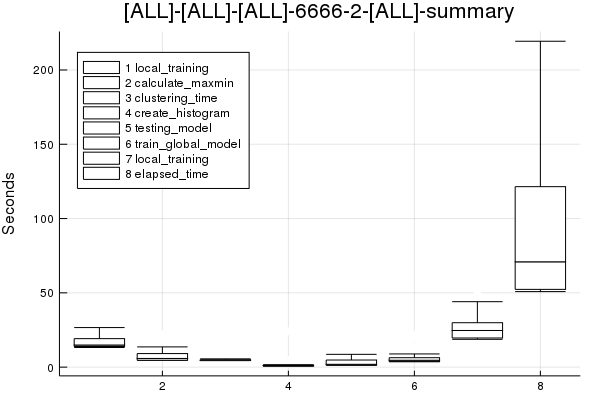 [ALL]-[ALL]-[ALL]-6666-2-[ALL]-summary
Seconds
200
150
100
50
0
1 local_training
2 calculate_maxmin
3 clustering_time
4 create_histogram
5 testing_model
6 train_global_model
7 local_training
8 elapsed_time
2 4 6 8